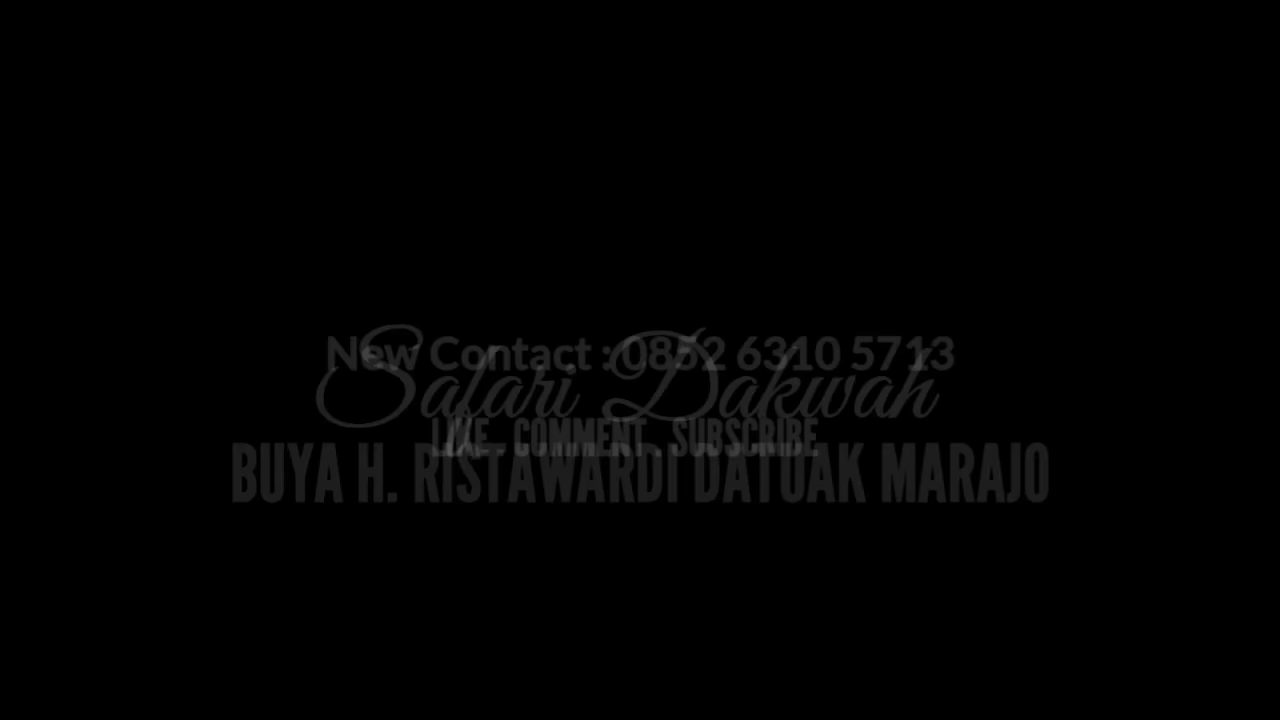 New Contact : 0852 6310 5713
Safari Dakwah
LIKE . COMMENT . SUBSCRIBE
BUYA H. RISTAWARDI DATUAK MARAJO